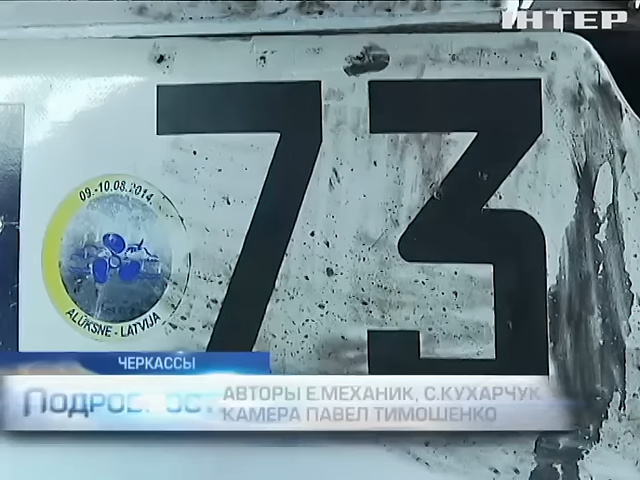 ІНТЕР
73
09.-10.08.2014
ALŪKSNE - LATVIJA
ЧЕРКАССЫ
АВТОРЫ Е.МЕХАНИК, С.КУХАРЧУК
КАМЕРА ПАВЕЛ ТИМОШЕНКО